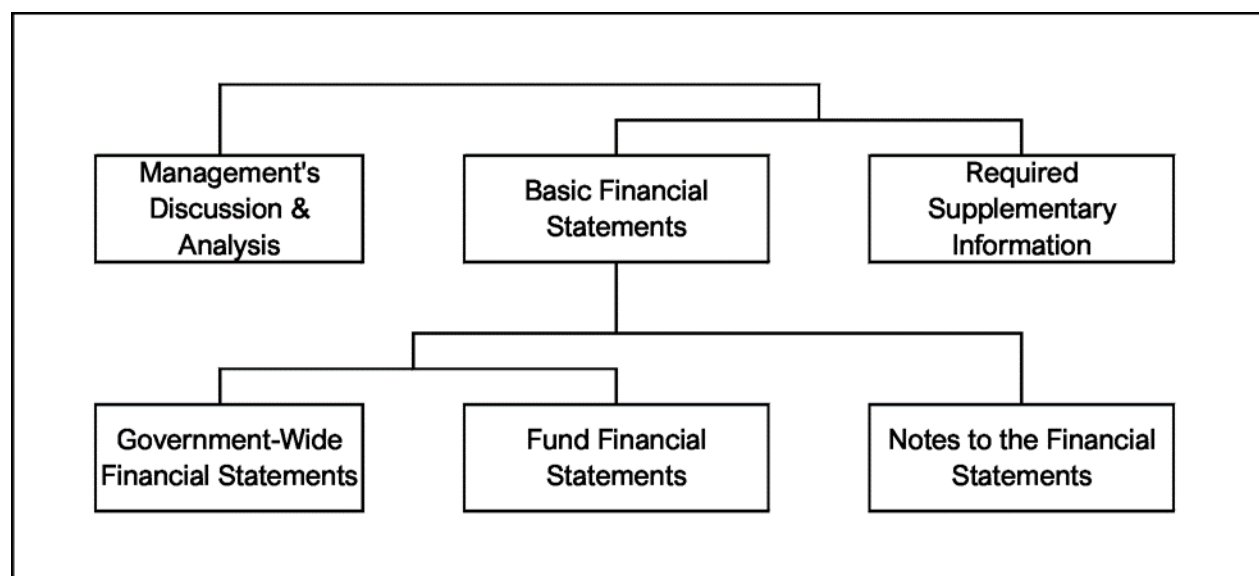 Management's
Discussion &
Analysis
Basic Financial
Statements
Required
Supplementary
Information
Government-Wide
Financial Statements
Fund Financial
Statements
Notes to the Financial
Statements